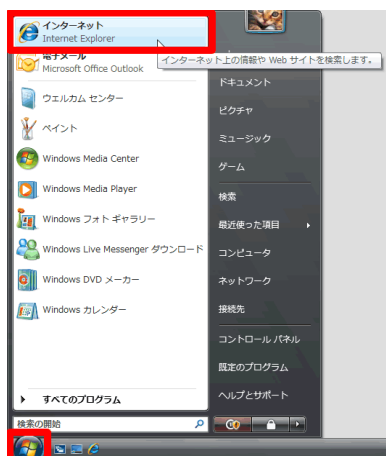 インターネット
Internet Explorer
電子メール
Microsoft Office Outlook
インターネット上の情報や Web サイトを検索します。
ウェルカム センター
ペイント
Windows Media Center
Windows Media Player
Windows フォト ギャラリー
Windows Live Messenger ダウンロード
Windows DVD メーカー
Windows カレンダー
すべてのプログラム
検索の開始
ドキュメント
ピクチャ
ミュージック
ゲーム
検索
最近使った項目
コンピュータ
ネットワーク
接続先
コントロール パネル
既定のプログラム
ヘルプとサポート